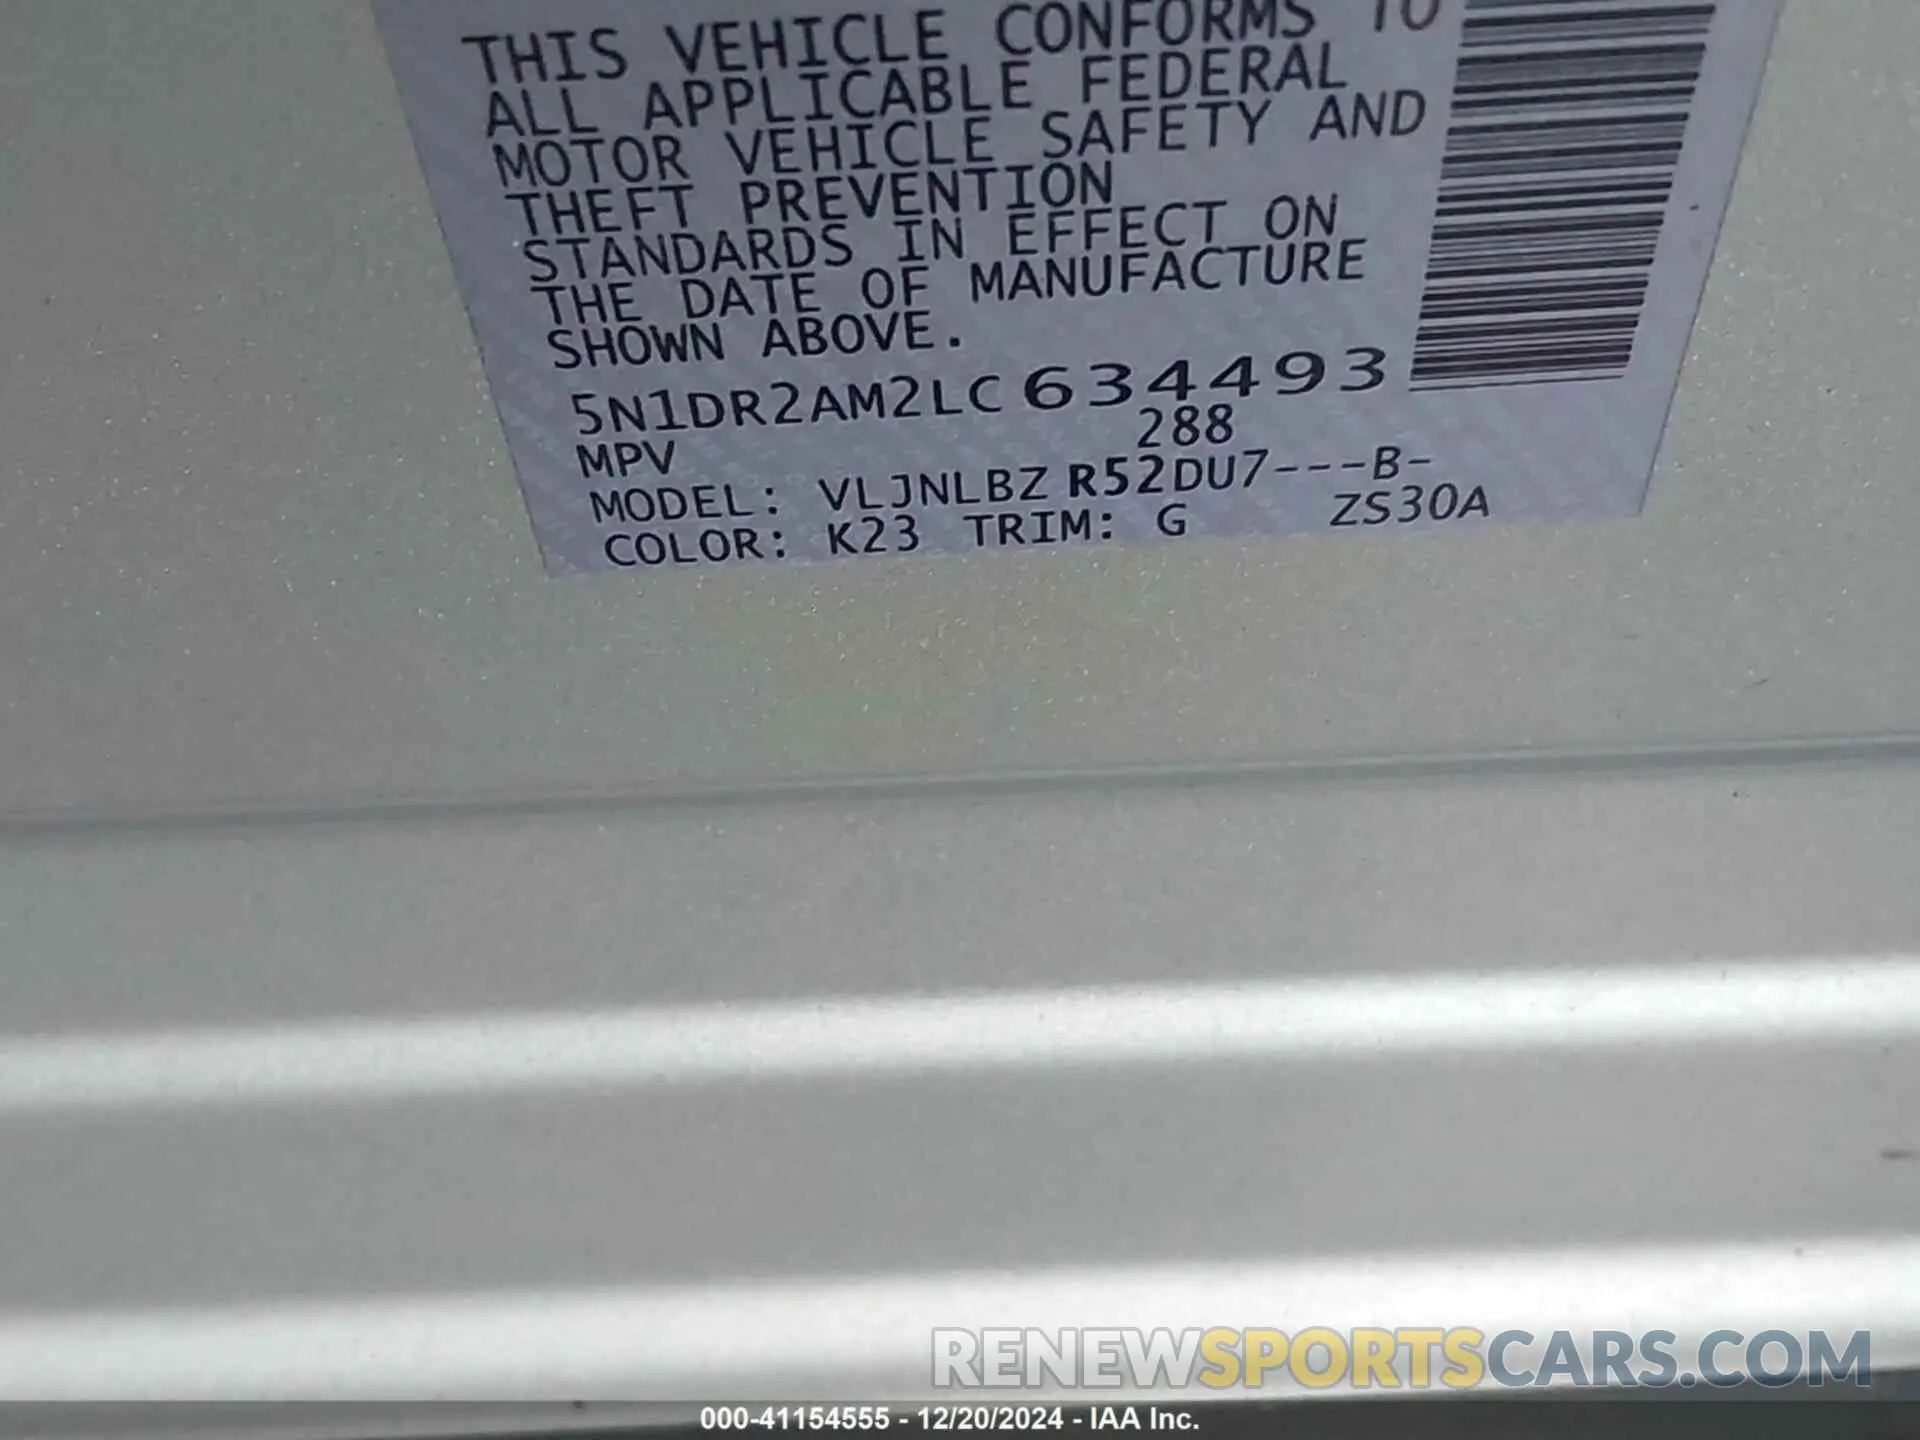 THIS VEHICLE CONFORMS TO
ALL APPLICABLE FEDERAL
MOTOR VEHICLE SAFETY AND
THEFT PREVENTION
STANDARDS IN EFFECT ON
THE DATE OF MANUFACTURE
SHOWN ABOVE.
5N1DR2AM2LC634493
MPV 288
MODEL: VLJNLBZ R52DU7---B-
COLOR: K23 TRIM: G ZS30A
RENEWSPORTSCARS.COM
000-41154555 - 12/20/2024 - IAA Inc.